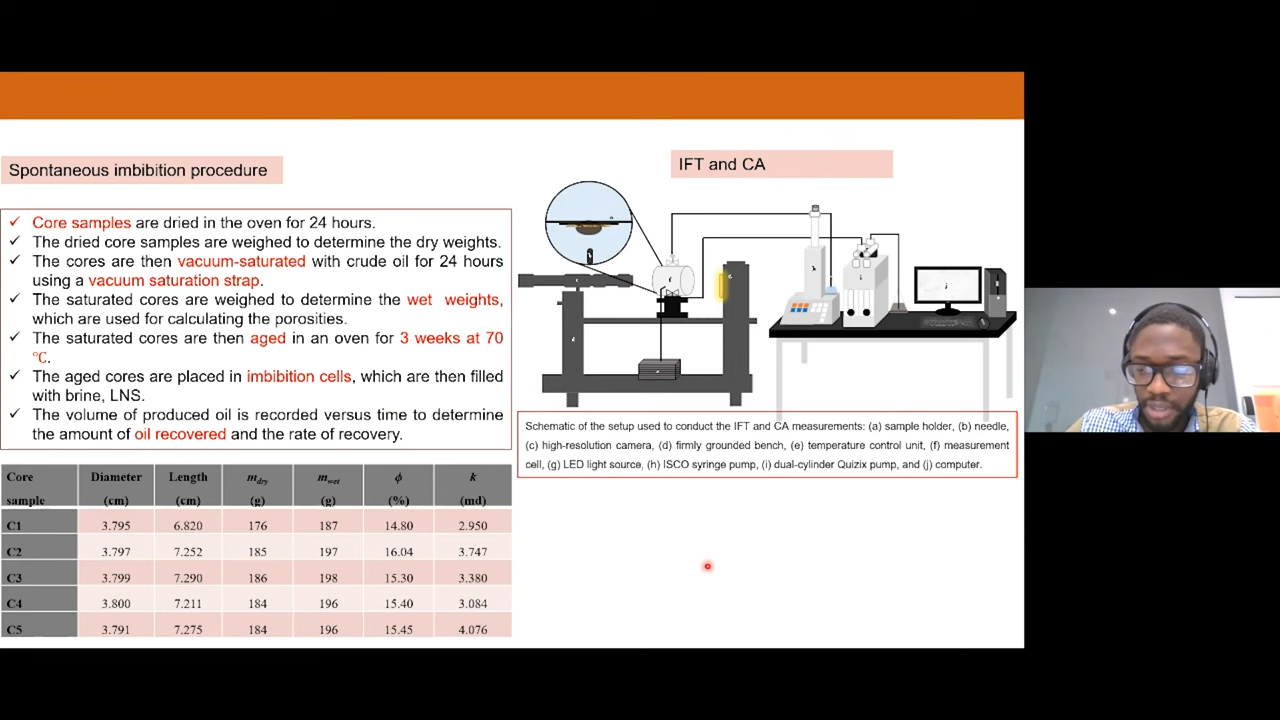 Spontaneous imbibition procedure
✓ Core samples are dried in the oven for 24 hours.
✓ The dried core samples are weighed to determine the dry weights.
✓ The cores are then vacuum-saturated with crude oil for 24 hours
using a vacuum saturation strap.
✓ The saturated cores are weighed to determine the wet weights,
which are used for calculating the porosities.
✓ The saturated cores are then aged in an oven for 3 weeks at 70
℃.
✓ The aged cores are placed in imbibition cells, which are then filled
with brine, LNS.
✓ The volume of produced oil is recorded versus time to determine
the amount of oil recovered and the rate of recovery.
Core sample Diameter (cm) Length (cm) m_dry (g) m_wet (g) ϕ (%) k (md)
C1 3.795 6.820 176 187 14.80 2.950
C2 3.797 7.252 185 197 16.04 3.747
C3 3.799 7.290 186 198 15.30 3.380
C4 3.800 7.211 184 196 15.40 3.084
C5 3.791 7.275 184 196 15.45 4.076
IFT and CA
Schematic of the setup used to conduct the IFT and CA measurements: (a) sample holder, (b) needle,
(c) high-resolution camera, (d) firmly grounded bench, (e) temperature control unit, (f) measurement
cell, (g) LED light source, (h) ISCO syringe pump, (i) dual-cylinder Quizix pump, and (j) computer.